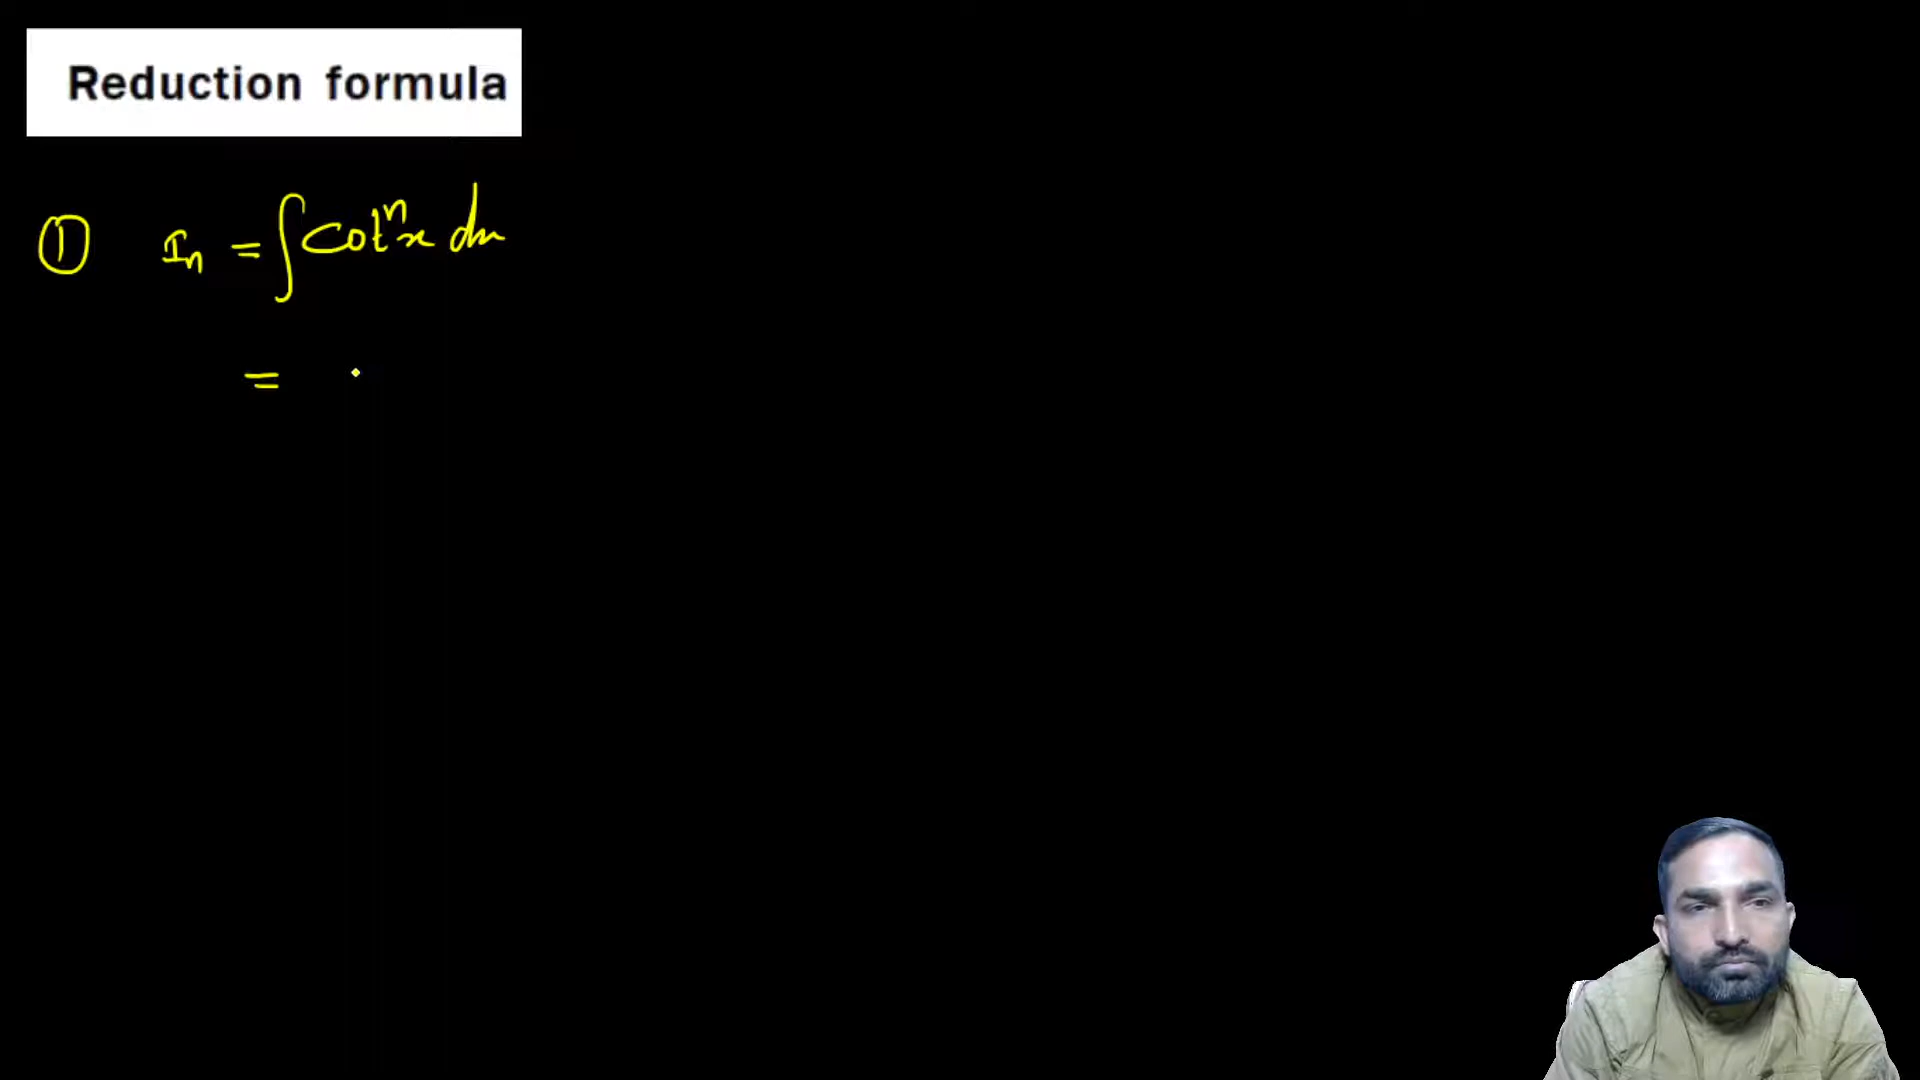 Reduction formula
① Iₙ = ∫ Cotⁿx dx
=